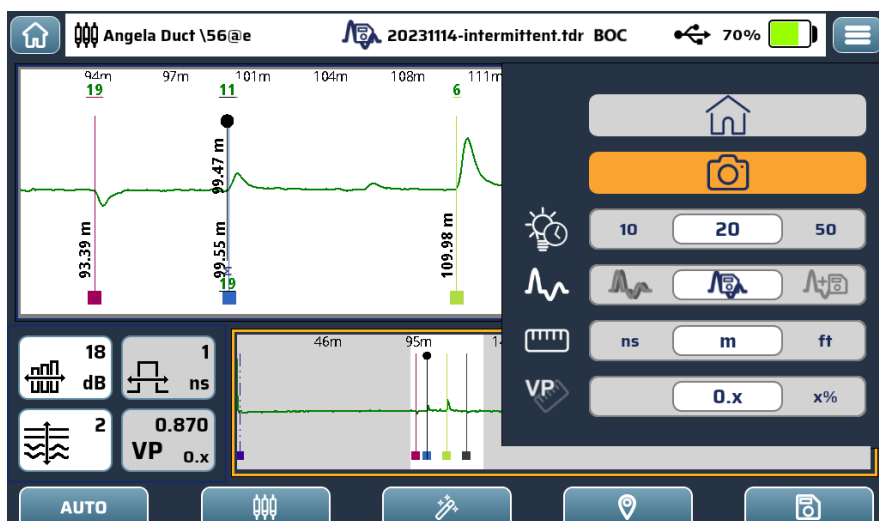 Angela Duct \56@e 20231114-intermittent.tdr BOC 70%
94m 97m 101m 104m 108m 111m
19 11 6
99.47 m
93.39 m 99.55 m 109.98 m
19
10 20 50
ns m ft
VP 0.x x%
18 dB
1 ns
2
0.870
VP 0.x
46m 95m
AUTO